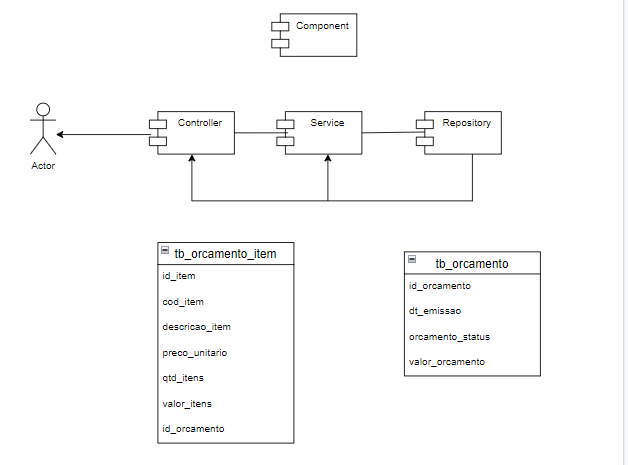 Component
Controller
Service
Repository
Actor
tb_orcamento_item
id_item
cod_item
descricao_item
preco_unitario
qtd_itens
valor_itens
id_orcamento
tb_orcamento
id_orcamento
dt_emissao
orcamento_status
valor_orcamento